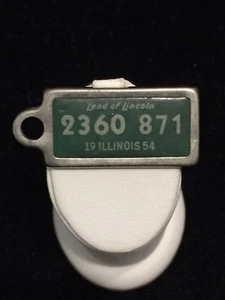 Land of Lincoln
2360 871
19 ILLINOIS 54